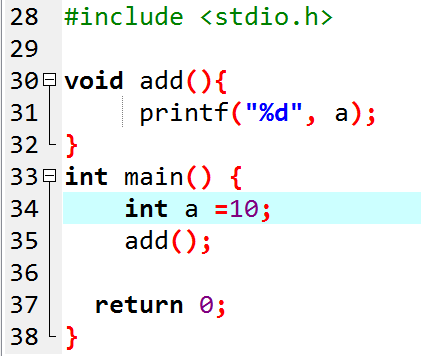 28 #include <stdio.h>
29
30 void add(){
31 printf("%d", a);
32 }
33 int main() {
34 int a =10;
35 add();
36
37 return 0;
38 }